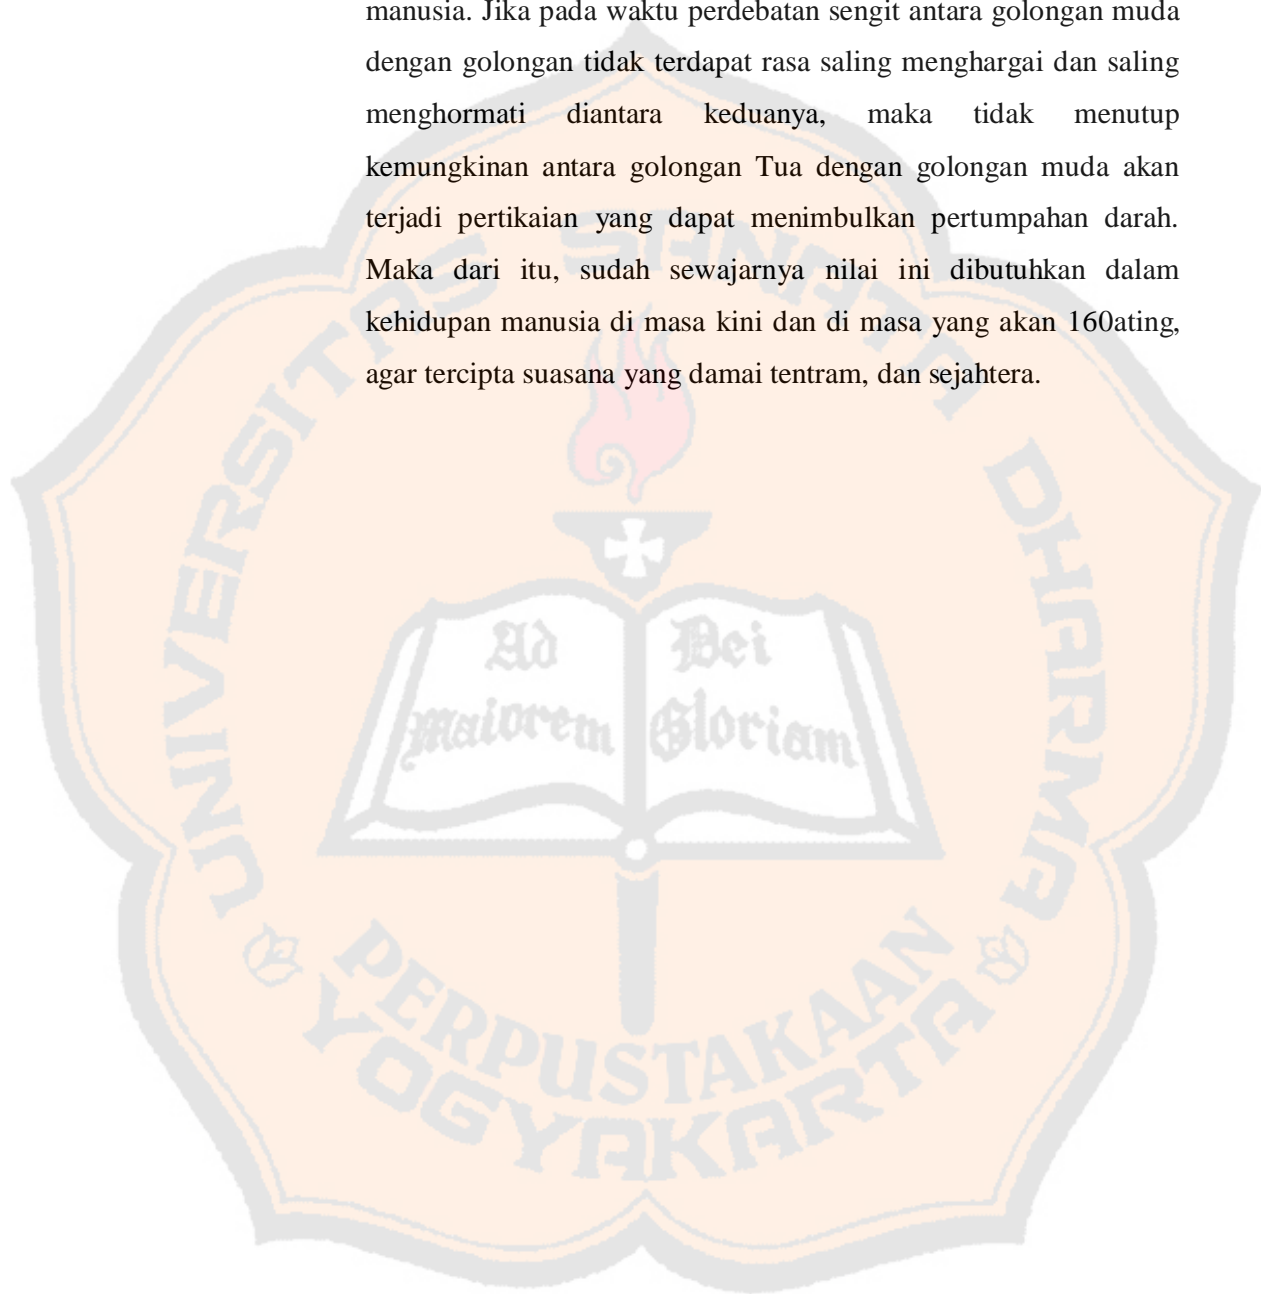 manusia. Jika pada waktu perdebatan sengit antara golongan muda
dengan golongan tidak terdapat rasa saling menghargai dan saling
menghormati diantara keduanya, maka tidak menutup
kemungkinan antara golongan Tua dengan golongan muda akan
terjadi pertikaian yang dapat menimbulkan pertumpahan darah.
Maka dari itu, sudah sewajarnya nilai ini dibutuhkan dalam
kehidupan manusia di masa kini dan di masa yang akan 160ating,
agar tercipta suasana yang damai tentram, dan sejahtera.
UNIVERSITAS SANATA DHARMA
Ad Dei
maiorem Gloriam
PERPUSTAKAAN
YOGYAKARTA